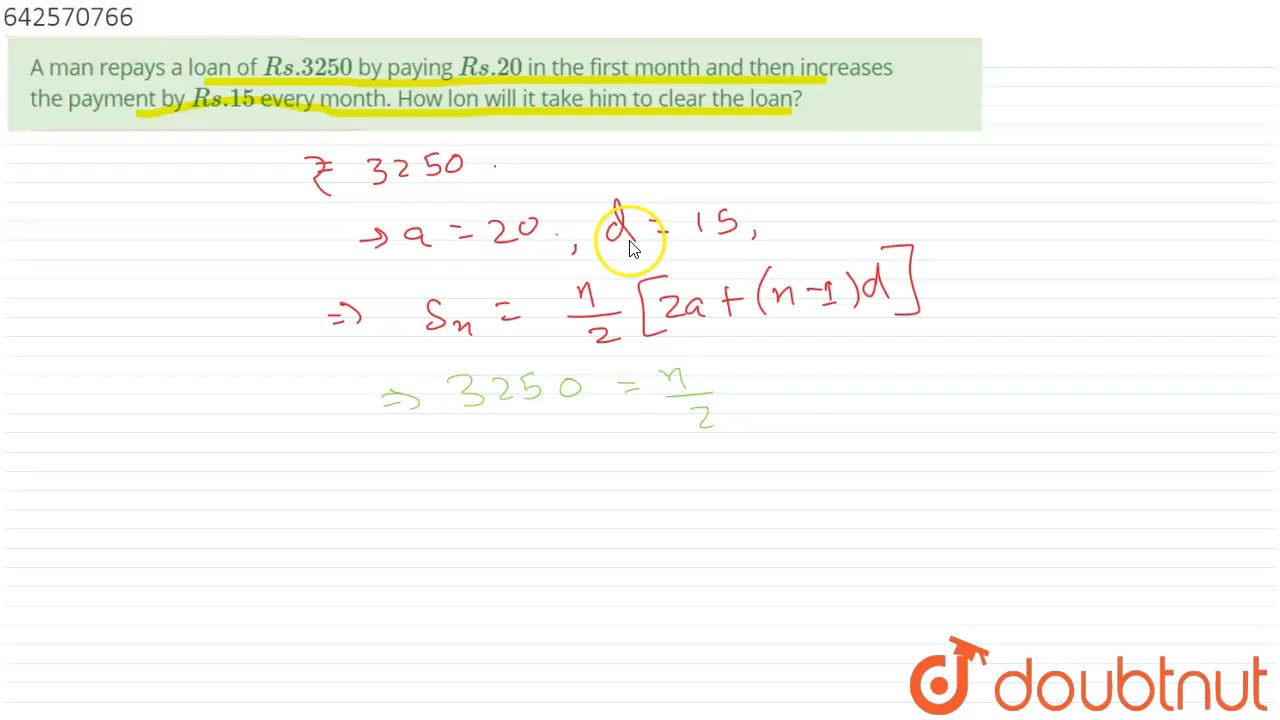 642570766
A man repays a loan of Rs.3250 by paying Rs.20 in the first month and then increases
the payment by Rs.15 every month. How lon will it take him to clear the loan?
₹ 3250.
→ a = 20., d = 15,
⇒ Sn = n/2 [2a + (n-1)d]
⇒ 3250 = n/2
doubtnut